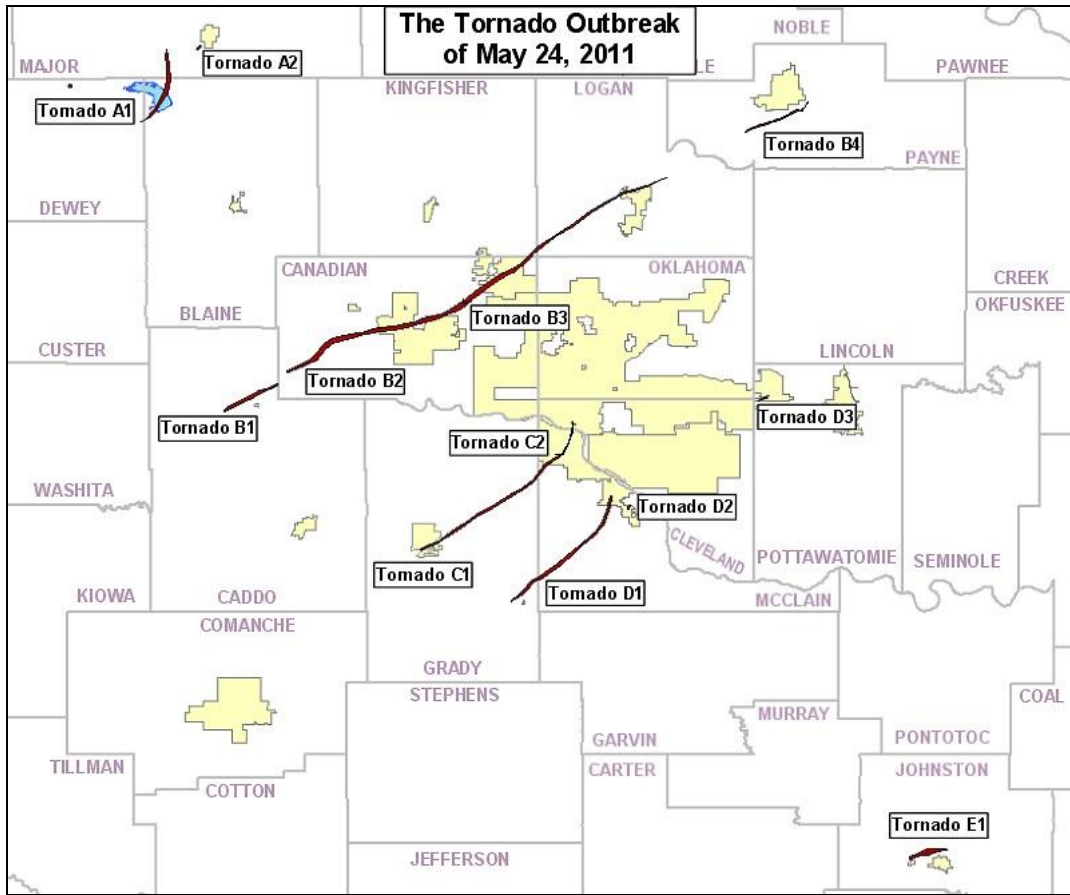 The Tornado Outbreak
of May 24, 2011
NOBLE
MAJOR
Tornado A2
PAWNEE
KINGFISHER
LOGAN
Tornado A1
Tornado B4
PAYNE
DEWEY
CANADIAN
OKLAHOMA
CREEK
OKFUSKEE
BLAINE
Tornado B3
CUSTER
LINCOLN
Tornado B2
Tornado B1
Tornado D3
Tornado C2
WASHITA
Tornado D2
CLEVELAND
POTTAWATOMIE
SEMINOLE
Tornado C1
KIOWA
CADDO
Tornado D1
MCCLAIN
COMANCHE
GRADY
STEPHENS
COAL
MURRAY
GARVIN
PONTOTOC
TILLMAN
CARTER
JOHNSTON
COTTON
Tornado E1
JEFFERSON